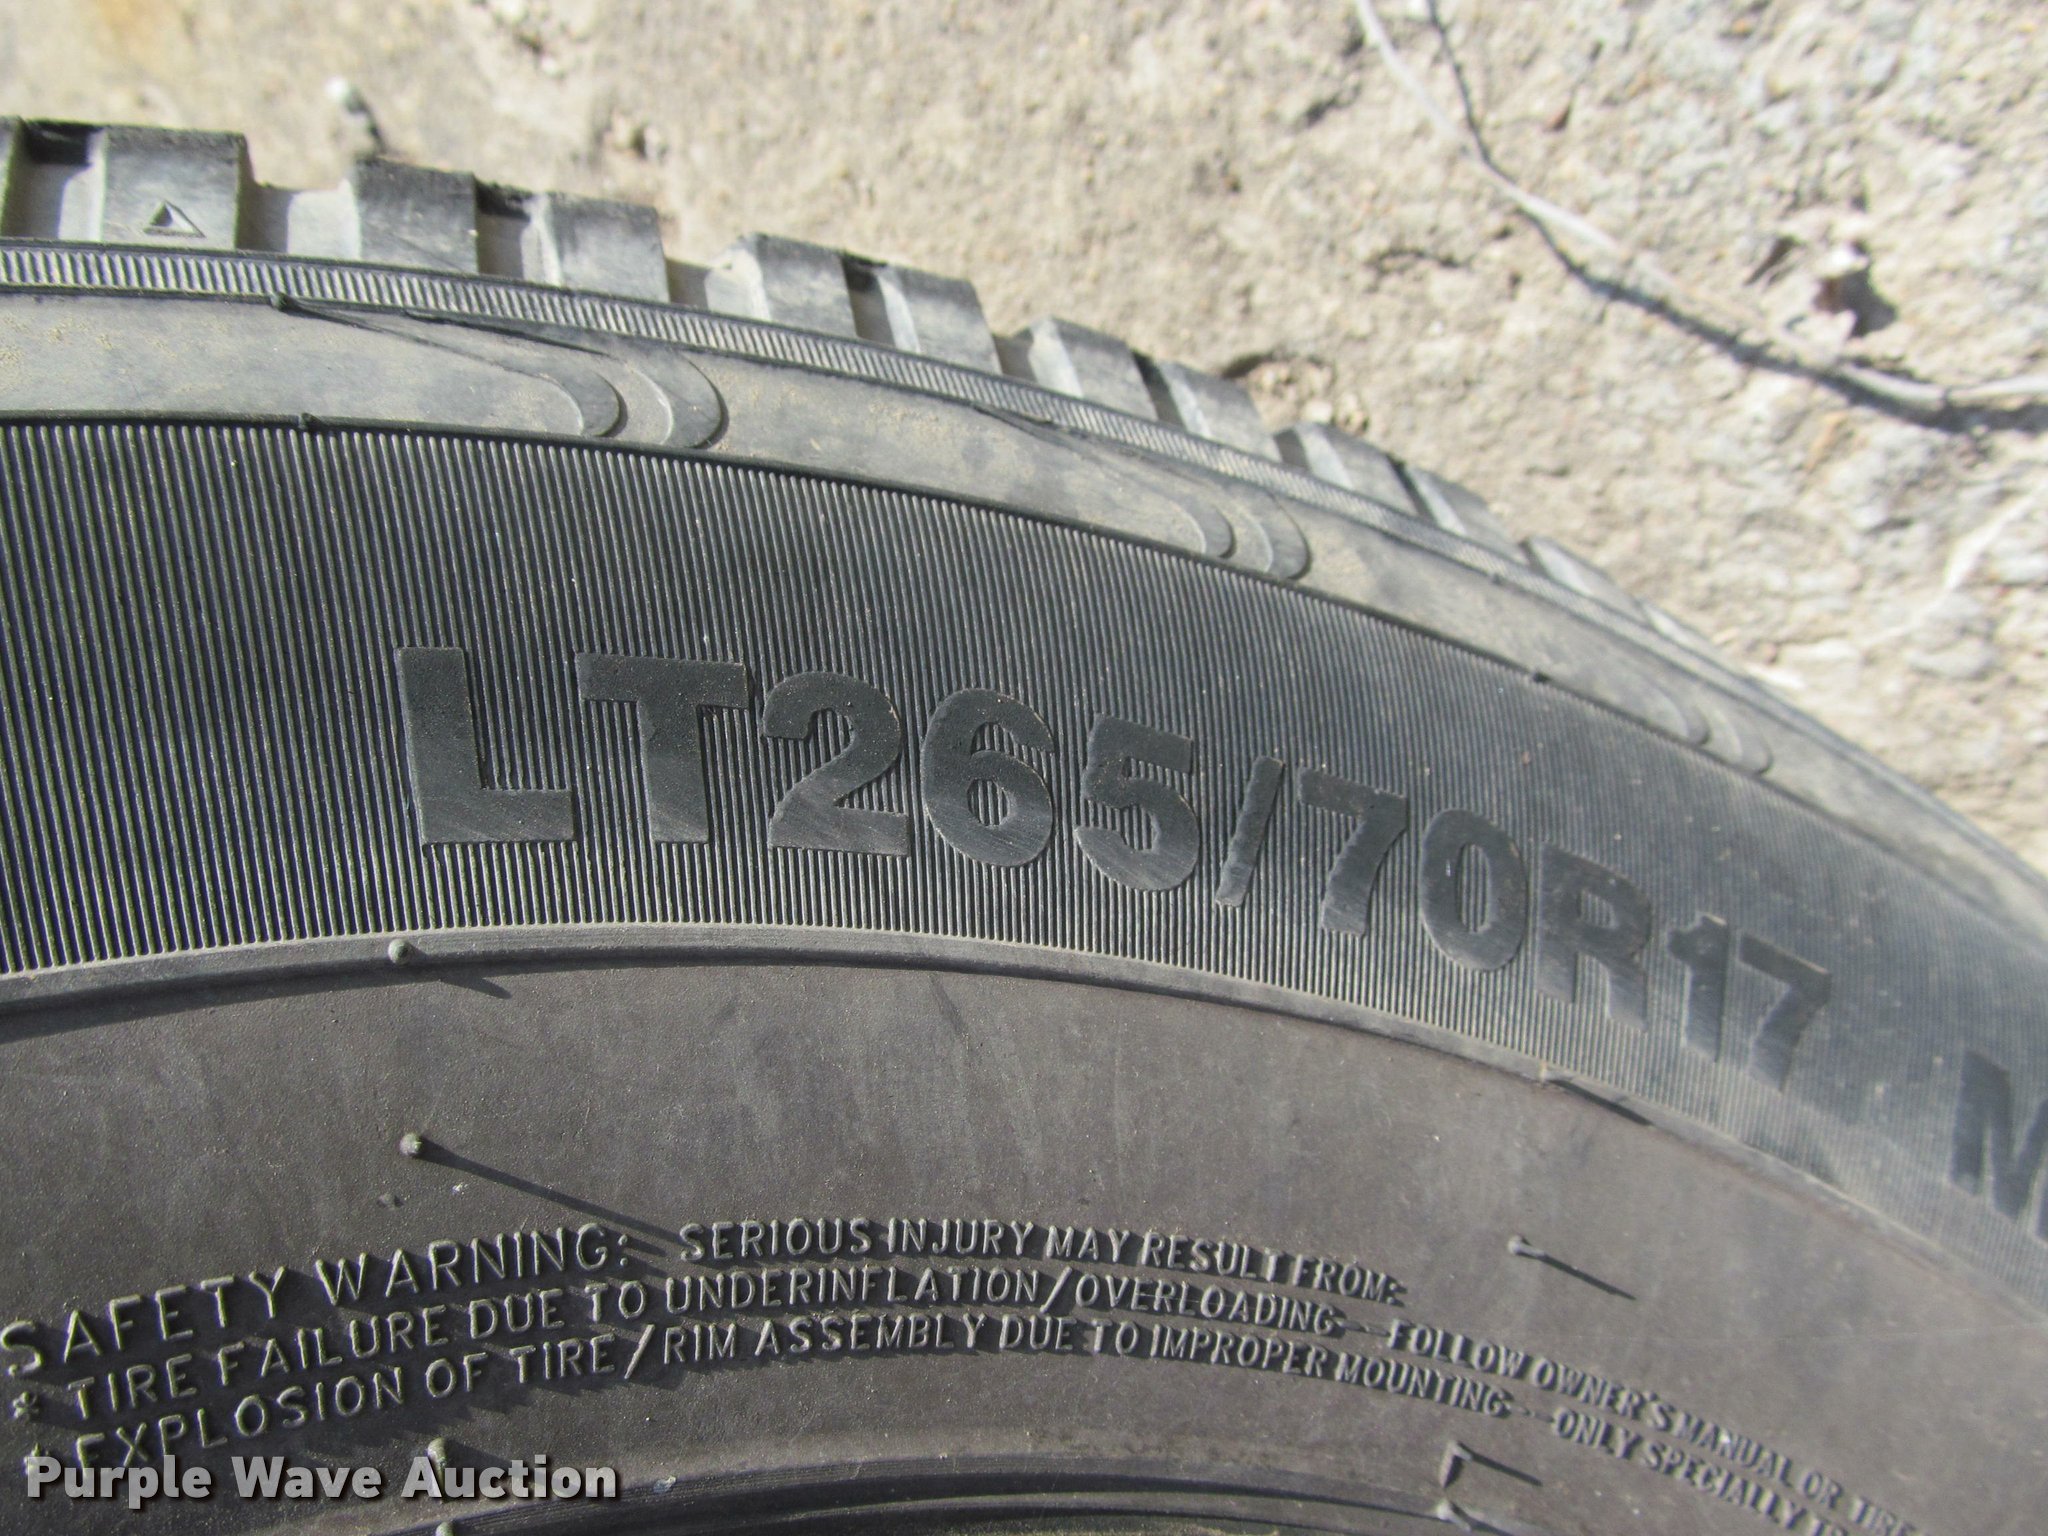 LT265/70R17 M
SAFETY WARNING: SERIOUS INJURY MAY RESULT FROM:
* TIRE FAILURE DUE TO UNDERINFLATION/OVERLOADING--FOLLOW OWNER'S MANUAL OR TIRE
* EXPLOSION OF TIRE/RIM ASSEMBLY DUE TO IMPROPER MOUNTING--ONLY SPECIALLY
Purple Wave Auction